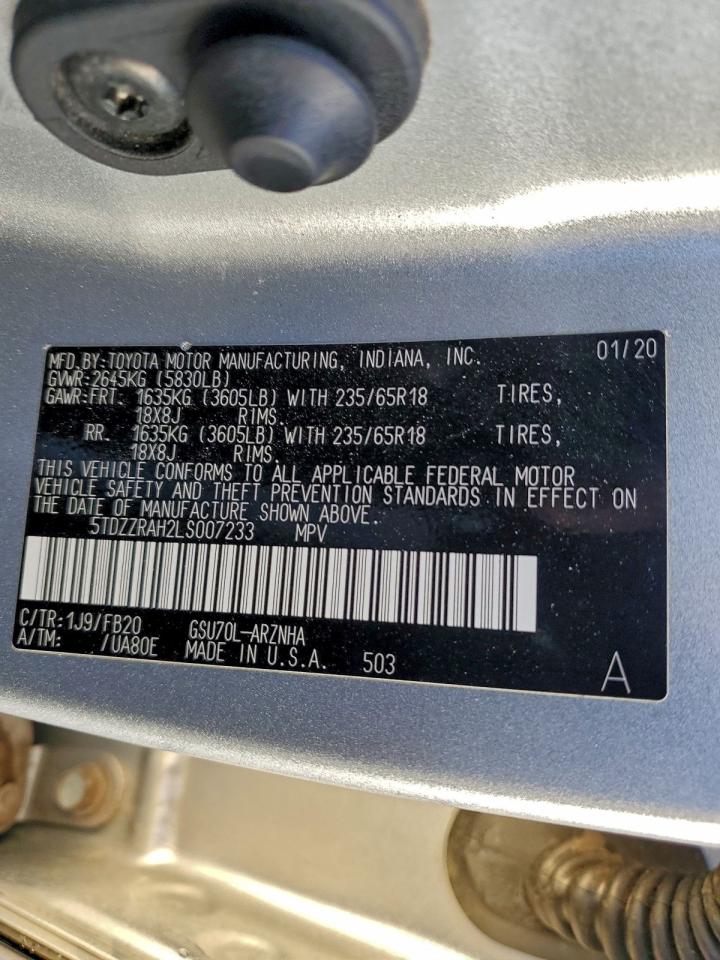 MFD.BY:TOYOTA MOTOR MANUFACTURING, INDIANA, INC. 01/20
GVWR:2645KG (5830LB)
GAWR:FRT. 1635KG (3605LB) WITH 235/65R18 TIRES,
18X8J RIMS.
RR. 1635KG (3605LB) WITH 235/65R18 TIRES,
18X8J RIMS.
THIS VEHICLE CONFORMS TO ALL APPLICABLE FEDERAL MOTOR
VEHICLE SAFETY AND THEFT PREVENTION STANDARDS IN EFFECT ON
THE DATE OF MANUFACTURE SHOWN ABOVE.
5TDZZRAH2LS007233 MPV
C/TR:1J9/FB20 GSU70L-ARZNHA
A/TM: /UA80E MADE IN U.S.A. 503 A